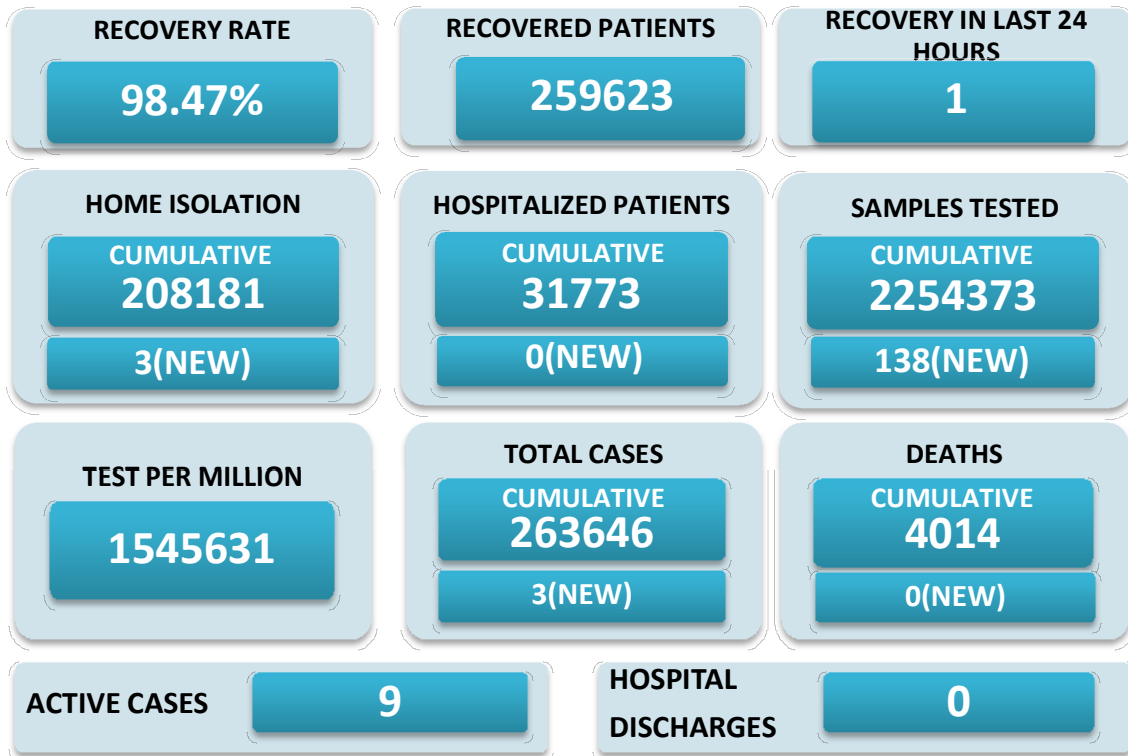 RECOVERY RATE
98.47%
RECOVERED PATIENTS
259623
RECOVERY IN LAST 24
HOURS
1
HOME ISOLATION
CUMULATIVE
208181
3(NEW)
HOSPITALIZED PATIENTS
CUMULATIVE
31773
0(NEW)
SAMPLES TESTED
CUMULATIVE
2254373
138(NEW)
TEST PER MILLION
1545631
TOTAL CASES
CUMULATIVE
263646
3(NEW)
DEATHS
CUMULATIVE
4014
0(NEW)
ACTIVE CASES
9
HOSPITAL
DISCHARGES
0